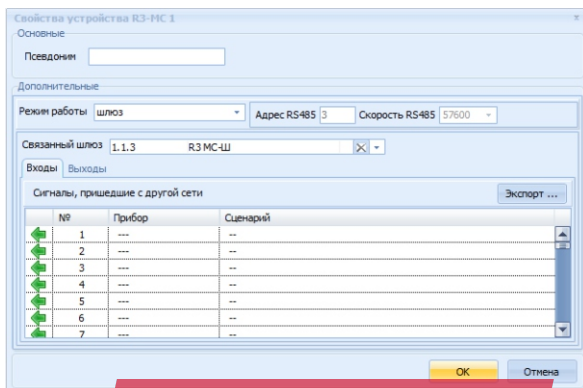 Свойства устройства R3-МС 1
Основные
Псевдоним
Дополнительные
Режим работы шлюз Адрес RS485 3 Скорость RS485 57600
Связанный шлюз 1.1.3 R3 МС-Ш
Входы Выходы
Сигналы, пришедшие с другой сети Экспорт ...
№ Прибор Сценарий
1 --- --
2 --- --
3 --- --
4 --- --
5 --- --
6 --- --
7 --- --
OK Отмена